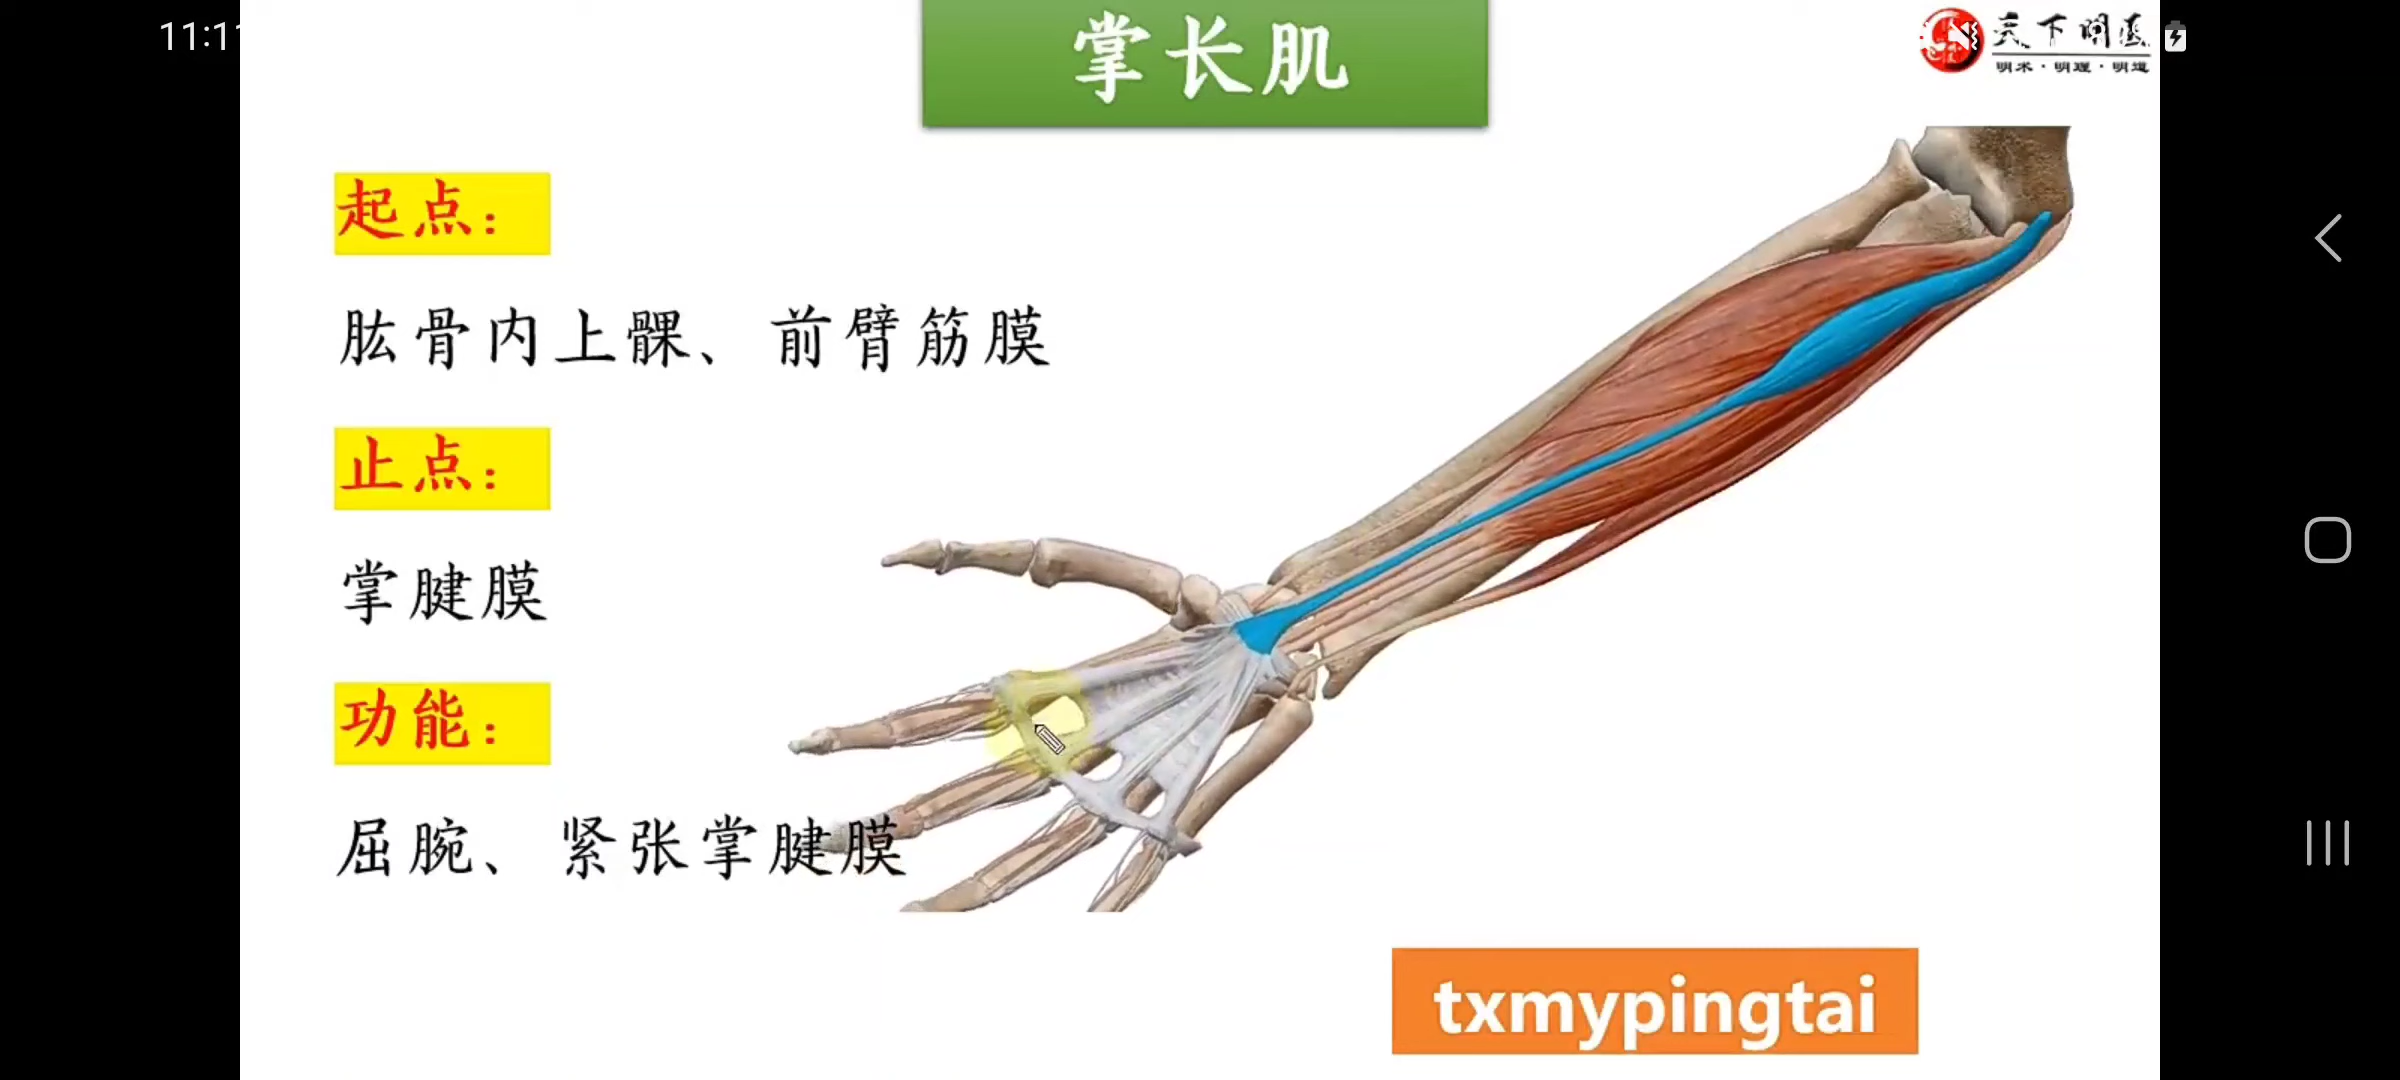 掌长肌
天下明医
明术·明理·明道
起点：
肱骨内上髁、前臂筋膜
止点：
掌腱膜
功能：
屈腕、紧张掌腱膜
txmypingtai